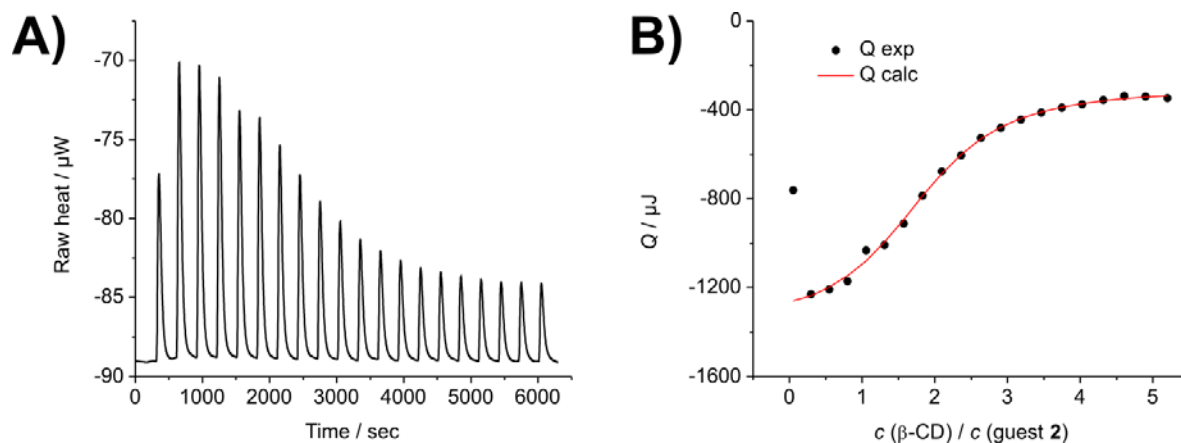 A)
-70
-75
-80
-85
-90
Raw heat / µW
0 1000 2000 3000 4000 5000 6000
Time / sec
B)
Q exp
Q calc
0
-400
-800
-1200
-1600
Q / µJ
0 1 2 3 4 5
c (β-CD) / c (guest 2)